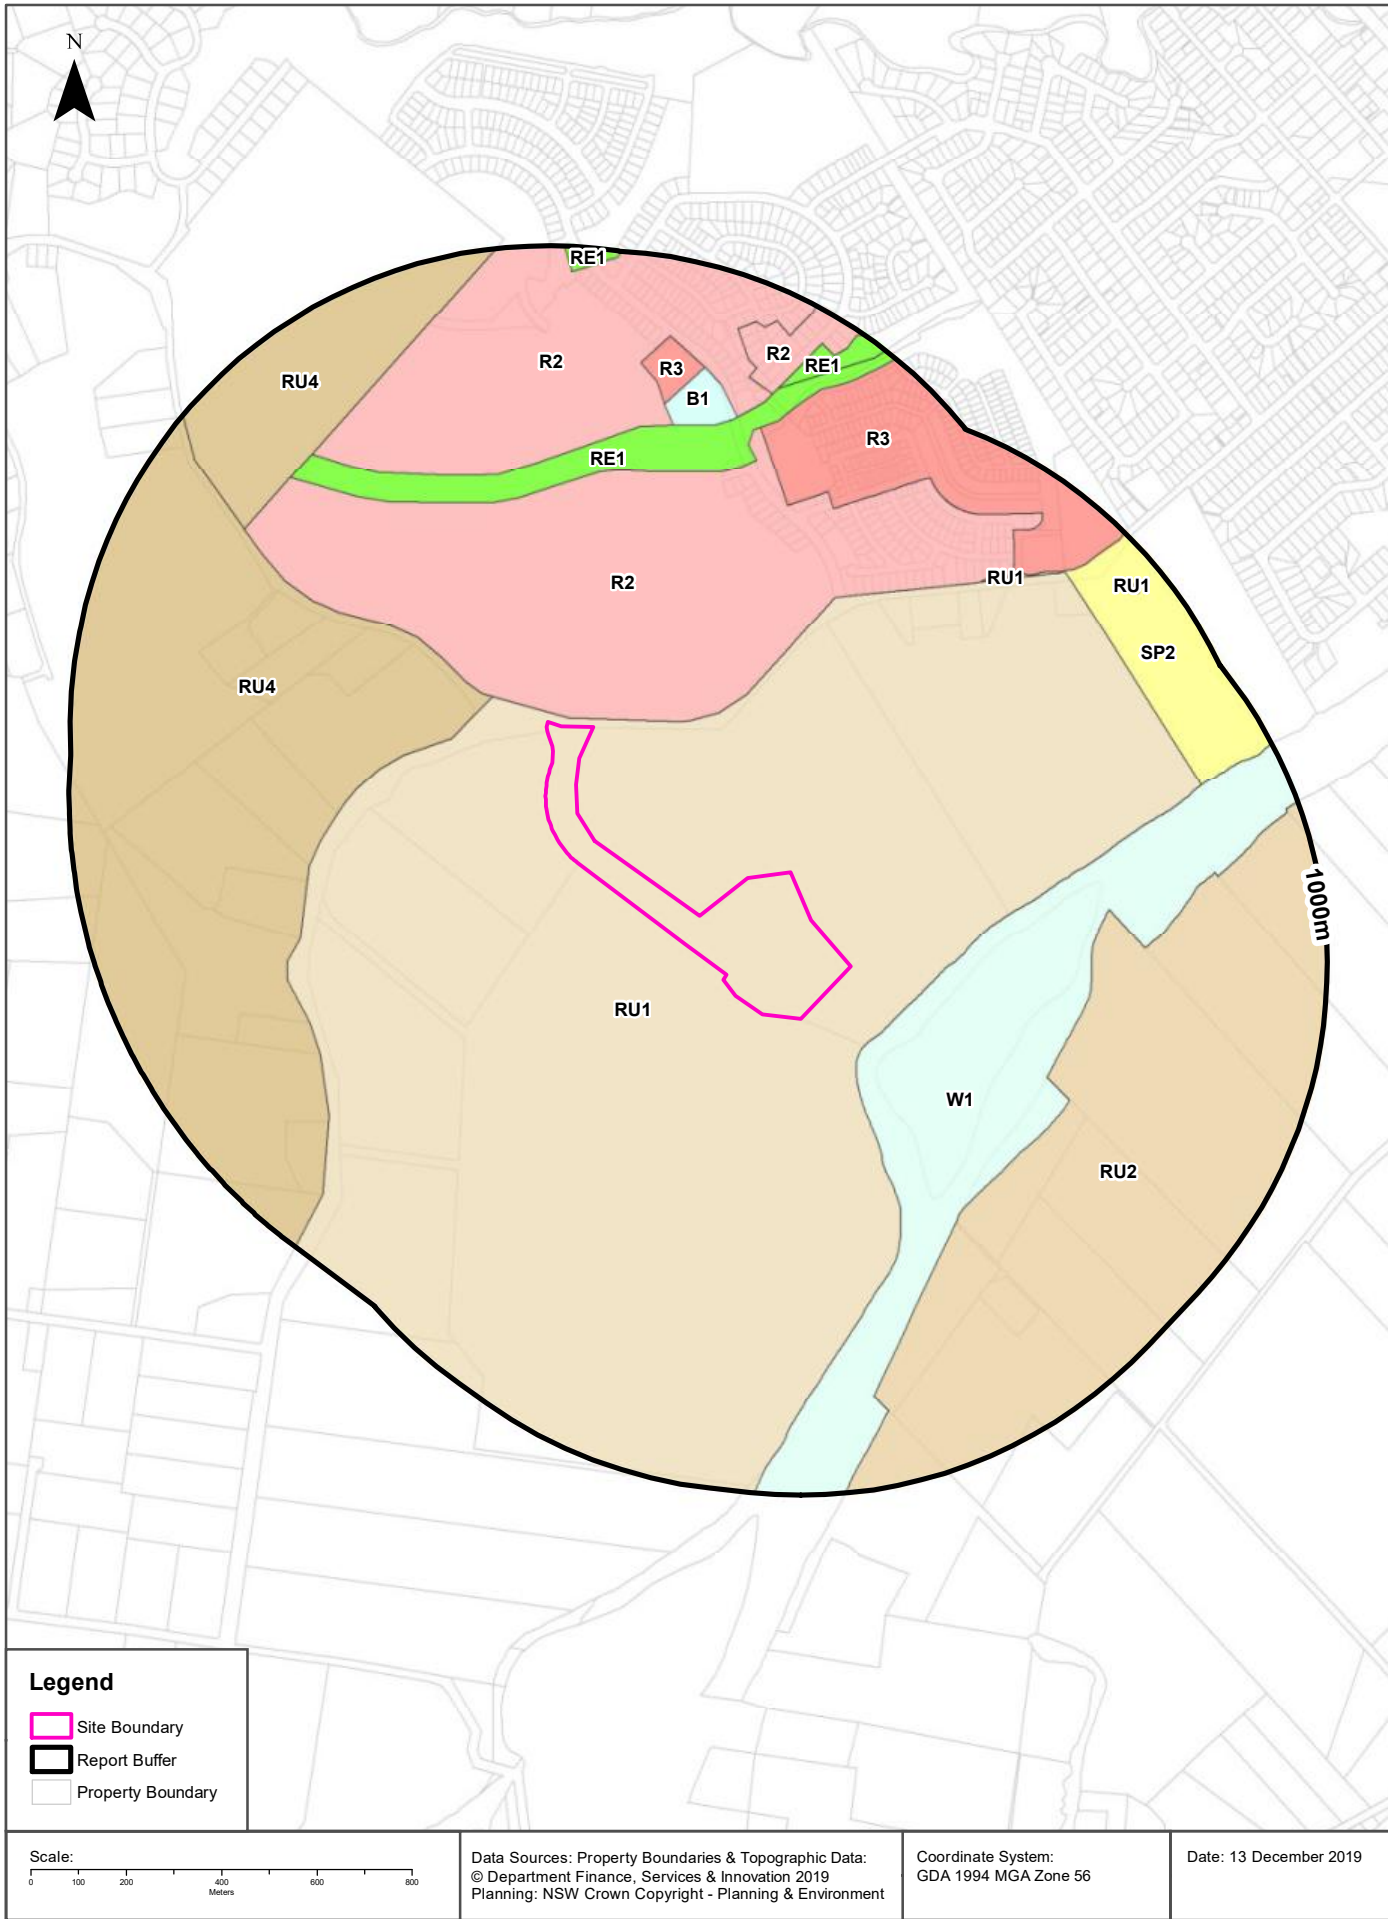 N
RE1
R2
R2
R3
RE1
RU4
B1
R3
RE1
RU1
R2
RU1
SP2
RU4
1000m
RU1
W1
RU2
Legend
Site Boundary
Report Buffer
Property Boundary
Scale:
0 100 200 400 600 800
Meters
Data Sources: Property Boundaries & Topographic Data:
© Department Finance, Services & Innovation 2019
Planning: NSW Crown Copyright - Planning & Environment
Coordinate System:
GDA 1994 MGA Zone 56
Date: 13 December 2019